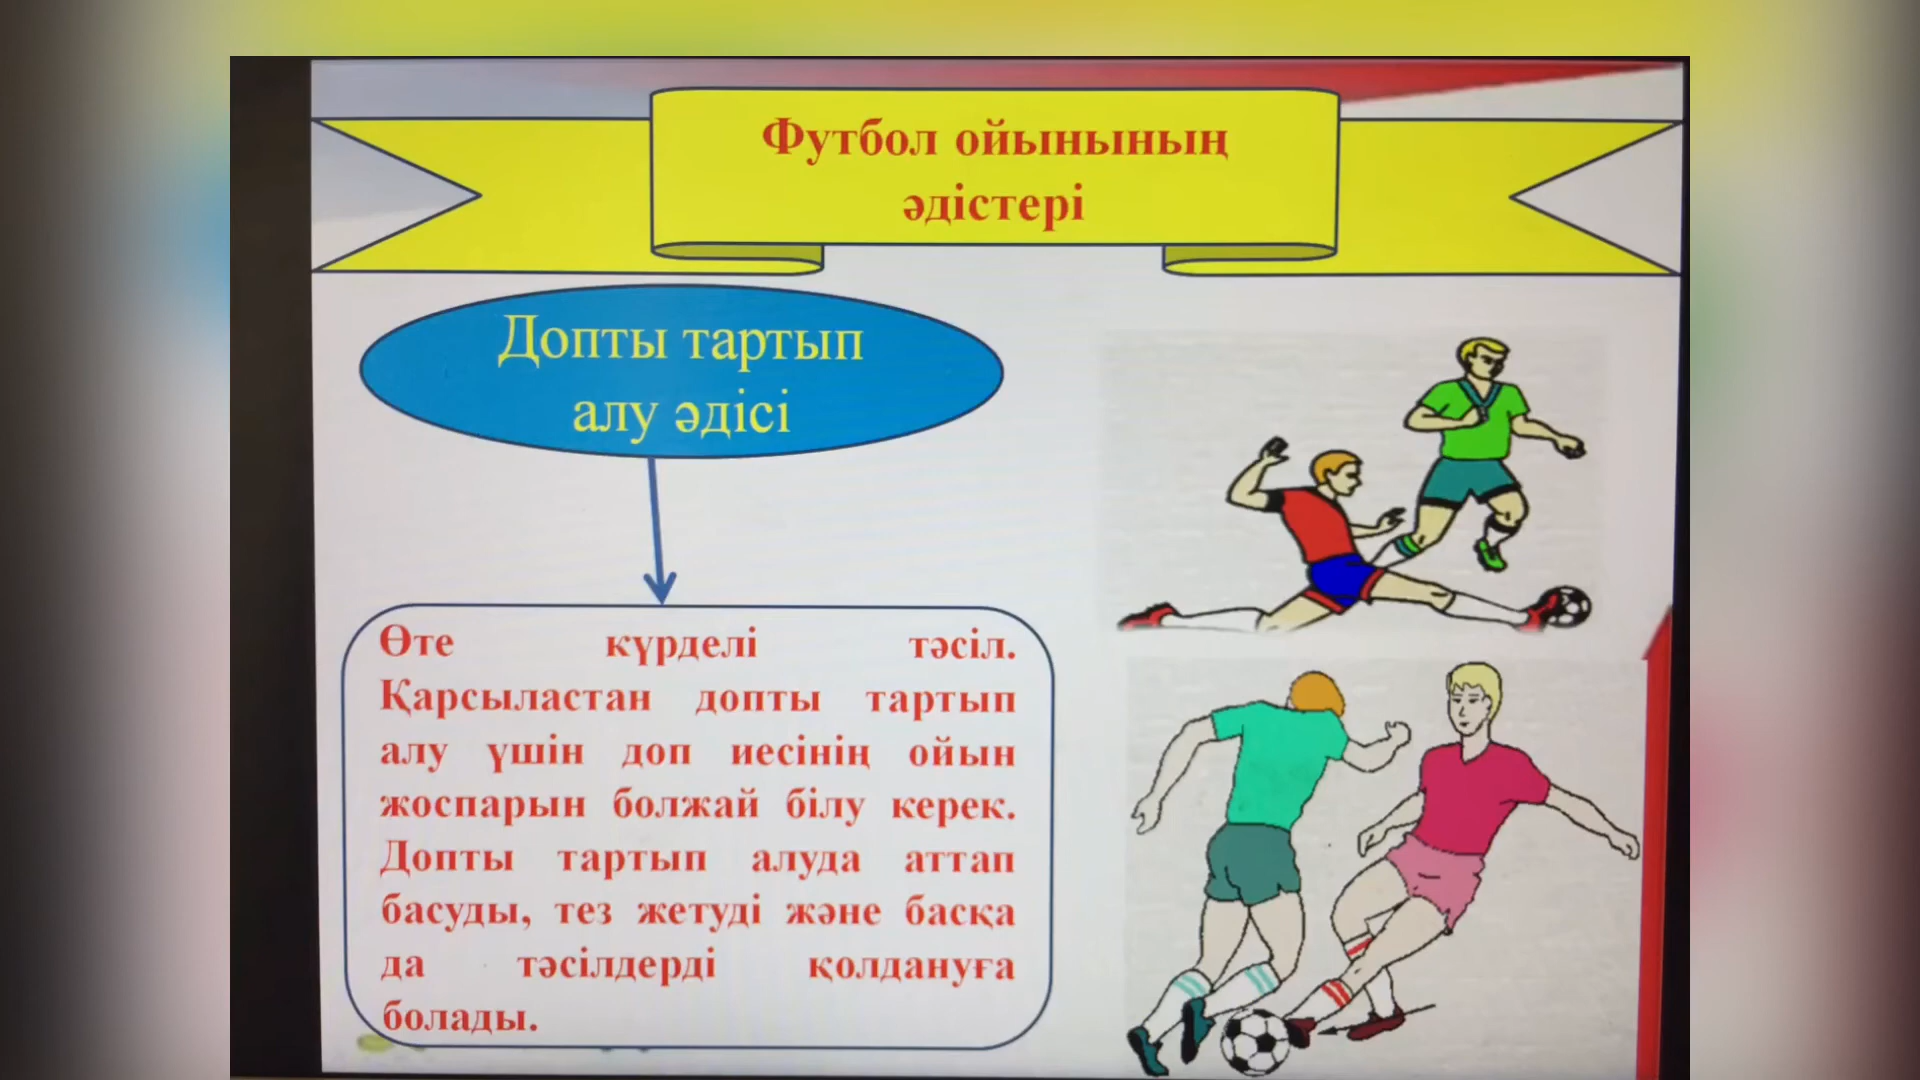 Футбол ойынының
әдістері
Допты тартып
алу әдісі
Өте күрделі тәсіл.
Қарсыластан допты тартып
алу үшін доп иесінің ойын
жоспарын болжай білу керек.
Допты тартып алуда аттап
басуды, тез жетуді және басқа
да тәсілдерді қолдануға
болады.